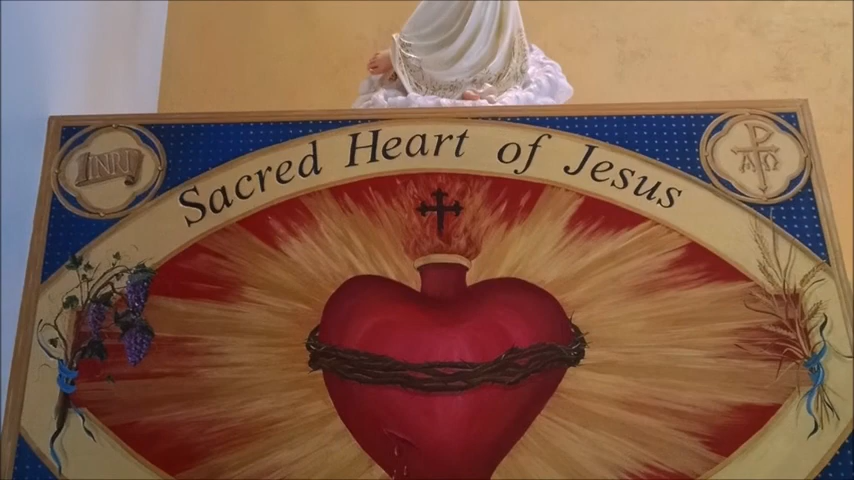 Sacred Heart of Jesus
INRI
P
A Ω